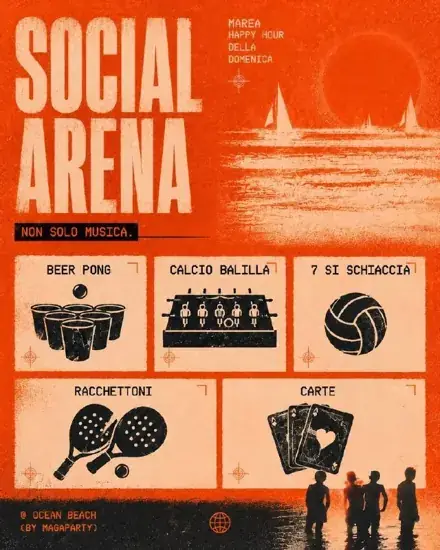 SOCIAL
ARENA
MAREA
HAPPY HOUR
DELLA
DOMENICA
NON SOLO MUSICA.
BEER PONG
CALCIO BALILLA
7 SI SCHIACCIA
RACCHETTONI
CARTE
@ OCEAN BEACH
(BY MAGAPARTY)